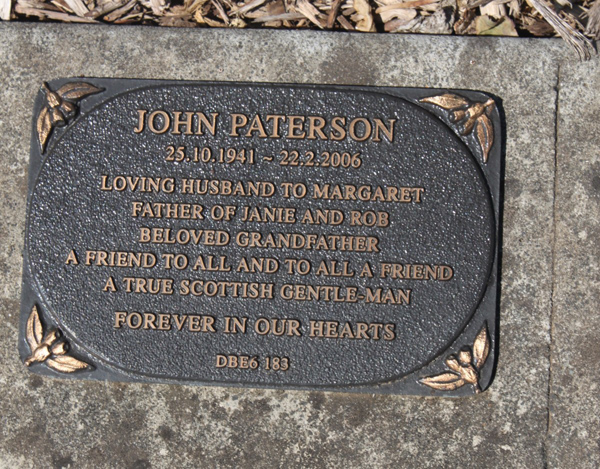 JOHN PATERSON
25.10.1941 ~ 22.2.2006
LOVING HUSBAND TO MARGARET
FATHER OF JANIE AND ROB
BELOVED GRANDFATHER
A FRIEND TO ALL AND TO ALL A FRIEND
A TRUE SCOTTISH GENTLE-MAN
FOREVER IN OUR HEARTS
DBE6 183